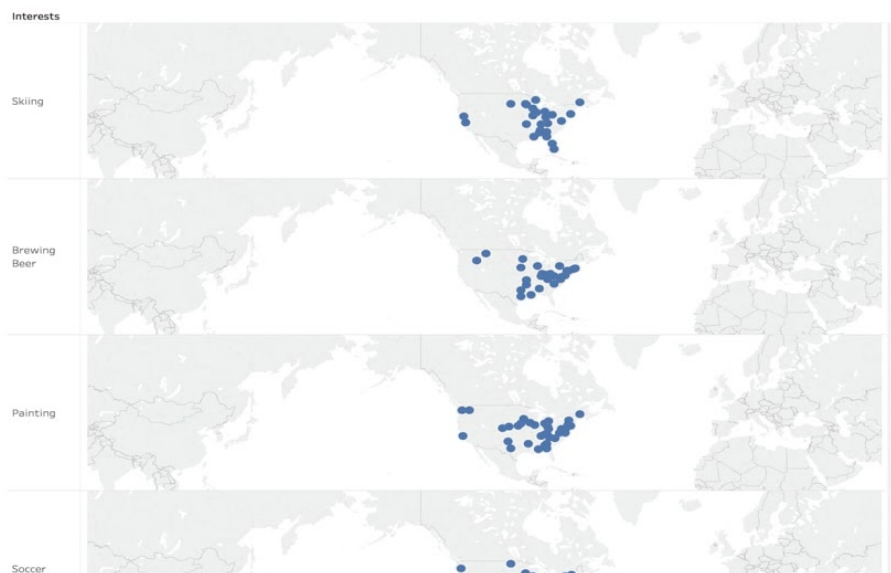 Interests
Skiing
Brewing
Beer
Painting
Soccer